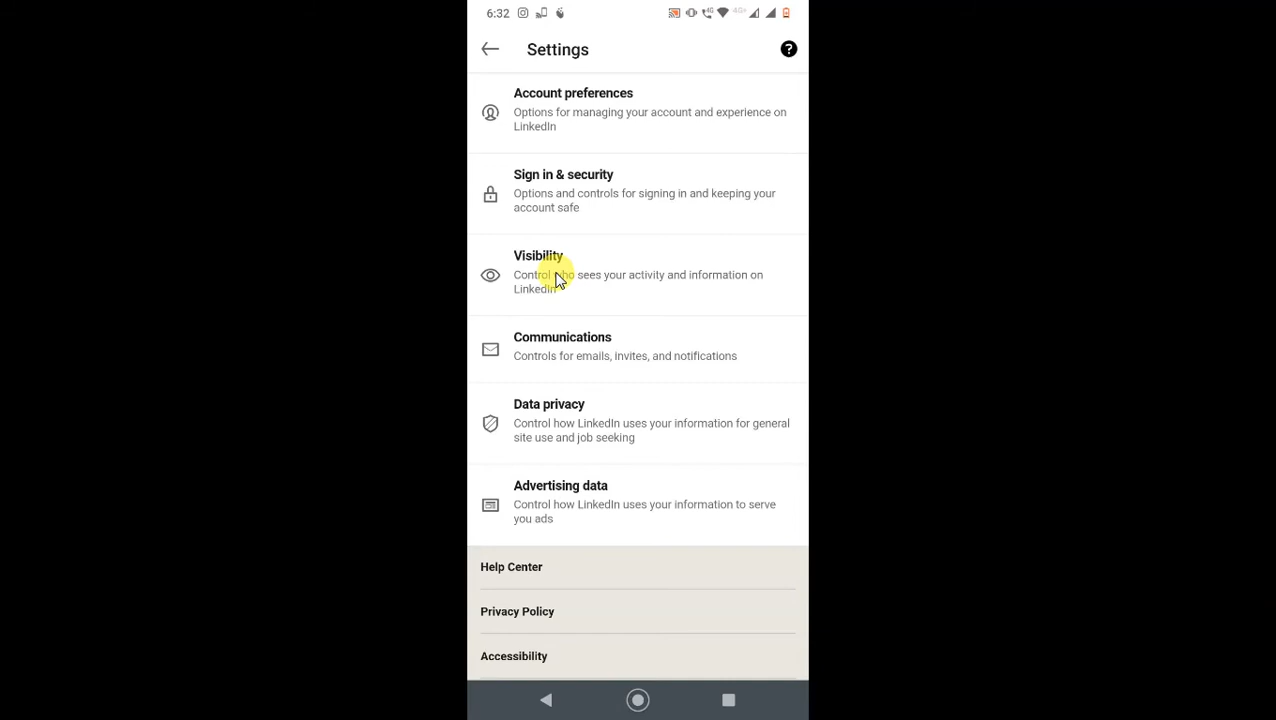 6:32
4G
4G+
Settings
?
Account preferences
Options for managing your account and experience on
LinkedIn
Sign in & security
Options and controls for signing in and keeping your
account safe
Visibility
Control who sees your activity and information on
LinkedIn
Communications
Controls for emails, invites, and notifications
Data privacy
Control how LinkedIn uses your information for general
site use and job seeking
Advertising data
Control how LinkedIn uses your information to serve
you ads
Help Center
Privacy Policy
Accessibility